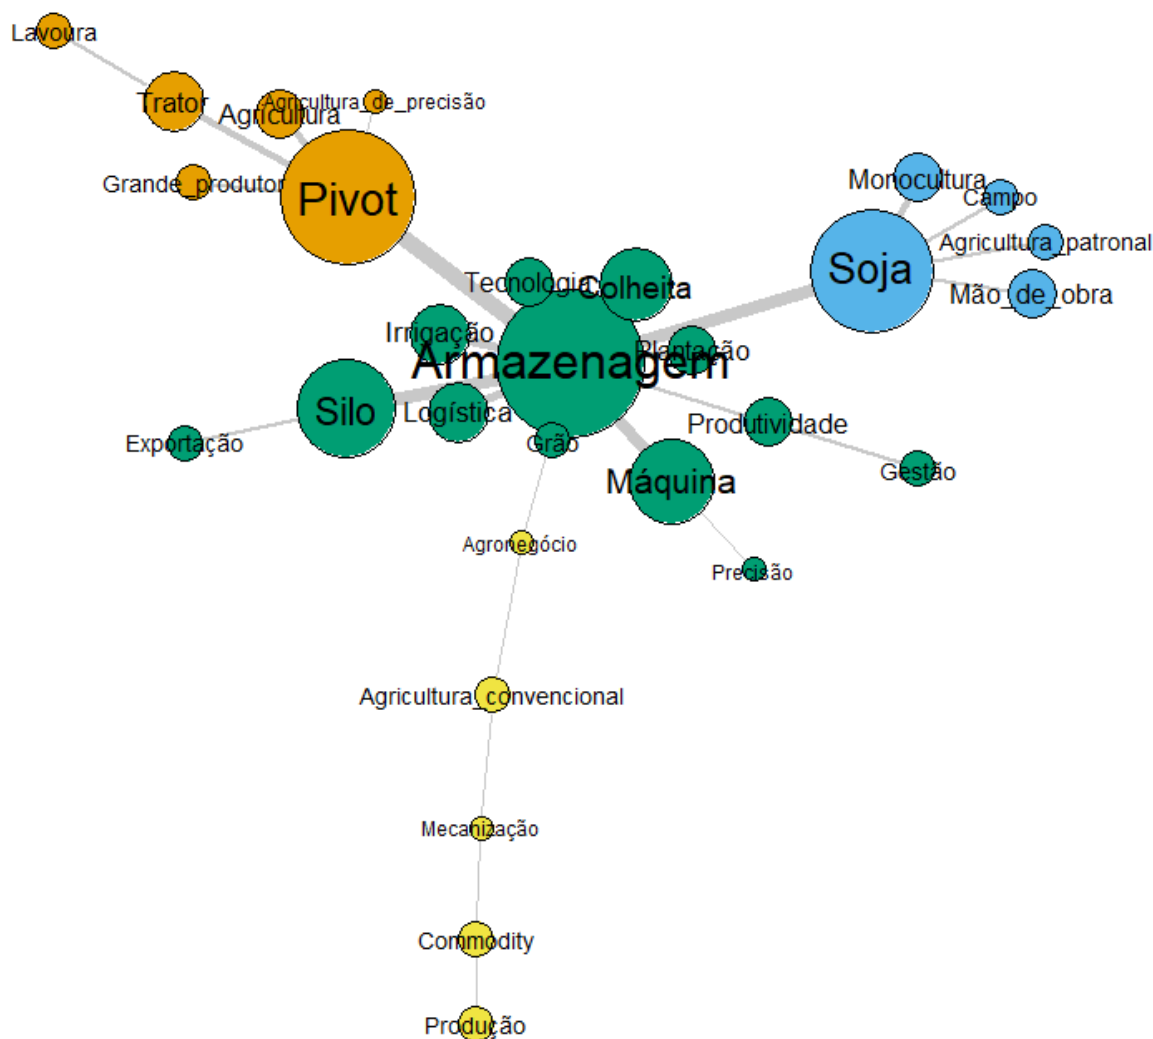 Lavoura
Trator
Agricultura_de_precisão
Agricultura
Grande_produtor
Pivot
Monocultura
Campo
Agricultura_patronal
Soja
Mão_de_obra
Tecnologia
Colheita
Irrigação
Plantação
Armazenagem
Silo
Logística
Produtividade
Exportação
Grão
Gestão
Máquina
Agronegócio
Precisão
Agricultura_convencional
Mecanização
Commodity
Produção